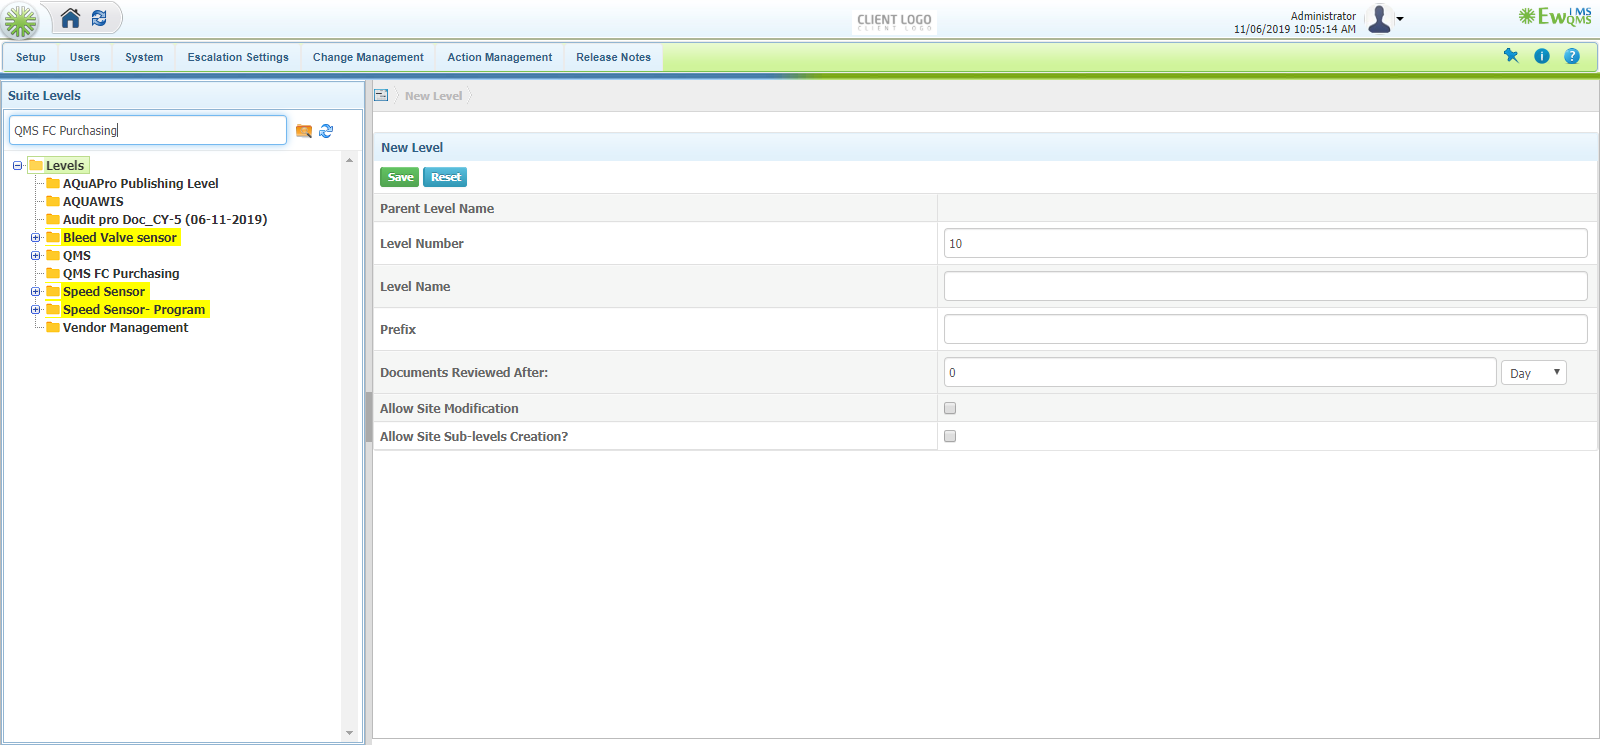 CLIENT LOGO
CLIENT LOGO
Administrator
11/06/2019 10:05:14 AM
EwQMS
IMS
Setup Users System Escalation Settings Change Management Action Management Release Notes
Suite Levels
New Level
QMS FC Purchasing
Levels
AQuAPro Publishing Level
AQUAWIS
Audit pro Doc_CY-5 (06-11-2019)
Bleed Valve sensor
QMS
QMS FC Purchasing
Speed Sensor
Speed Sensor- Program
Vendor Management
New Level
Save Reset
Parent Level Name
Level Number 10
Level Name
Prefix
Documents Reviewed After: 0 Day
Allow Site Modification
Allow Site Sub-levels Creation?